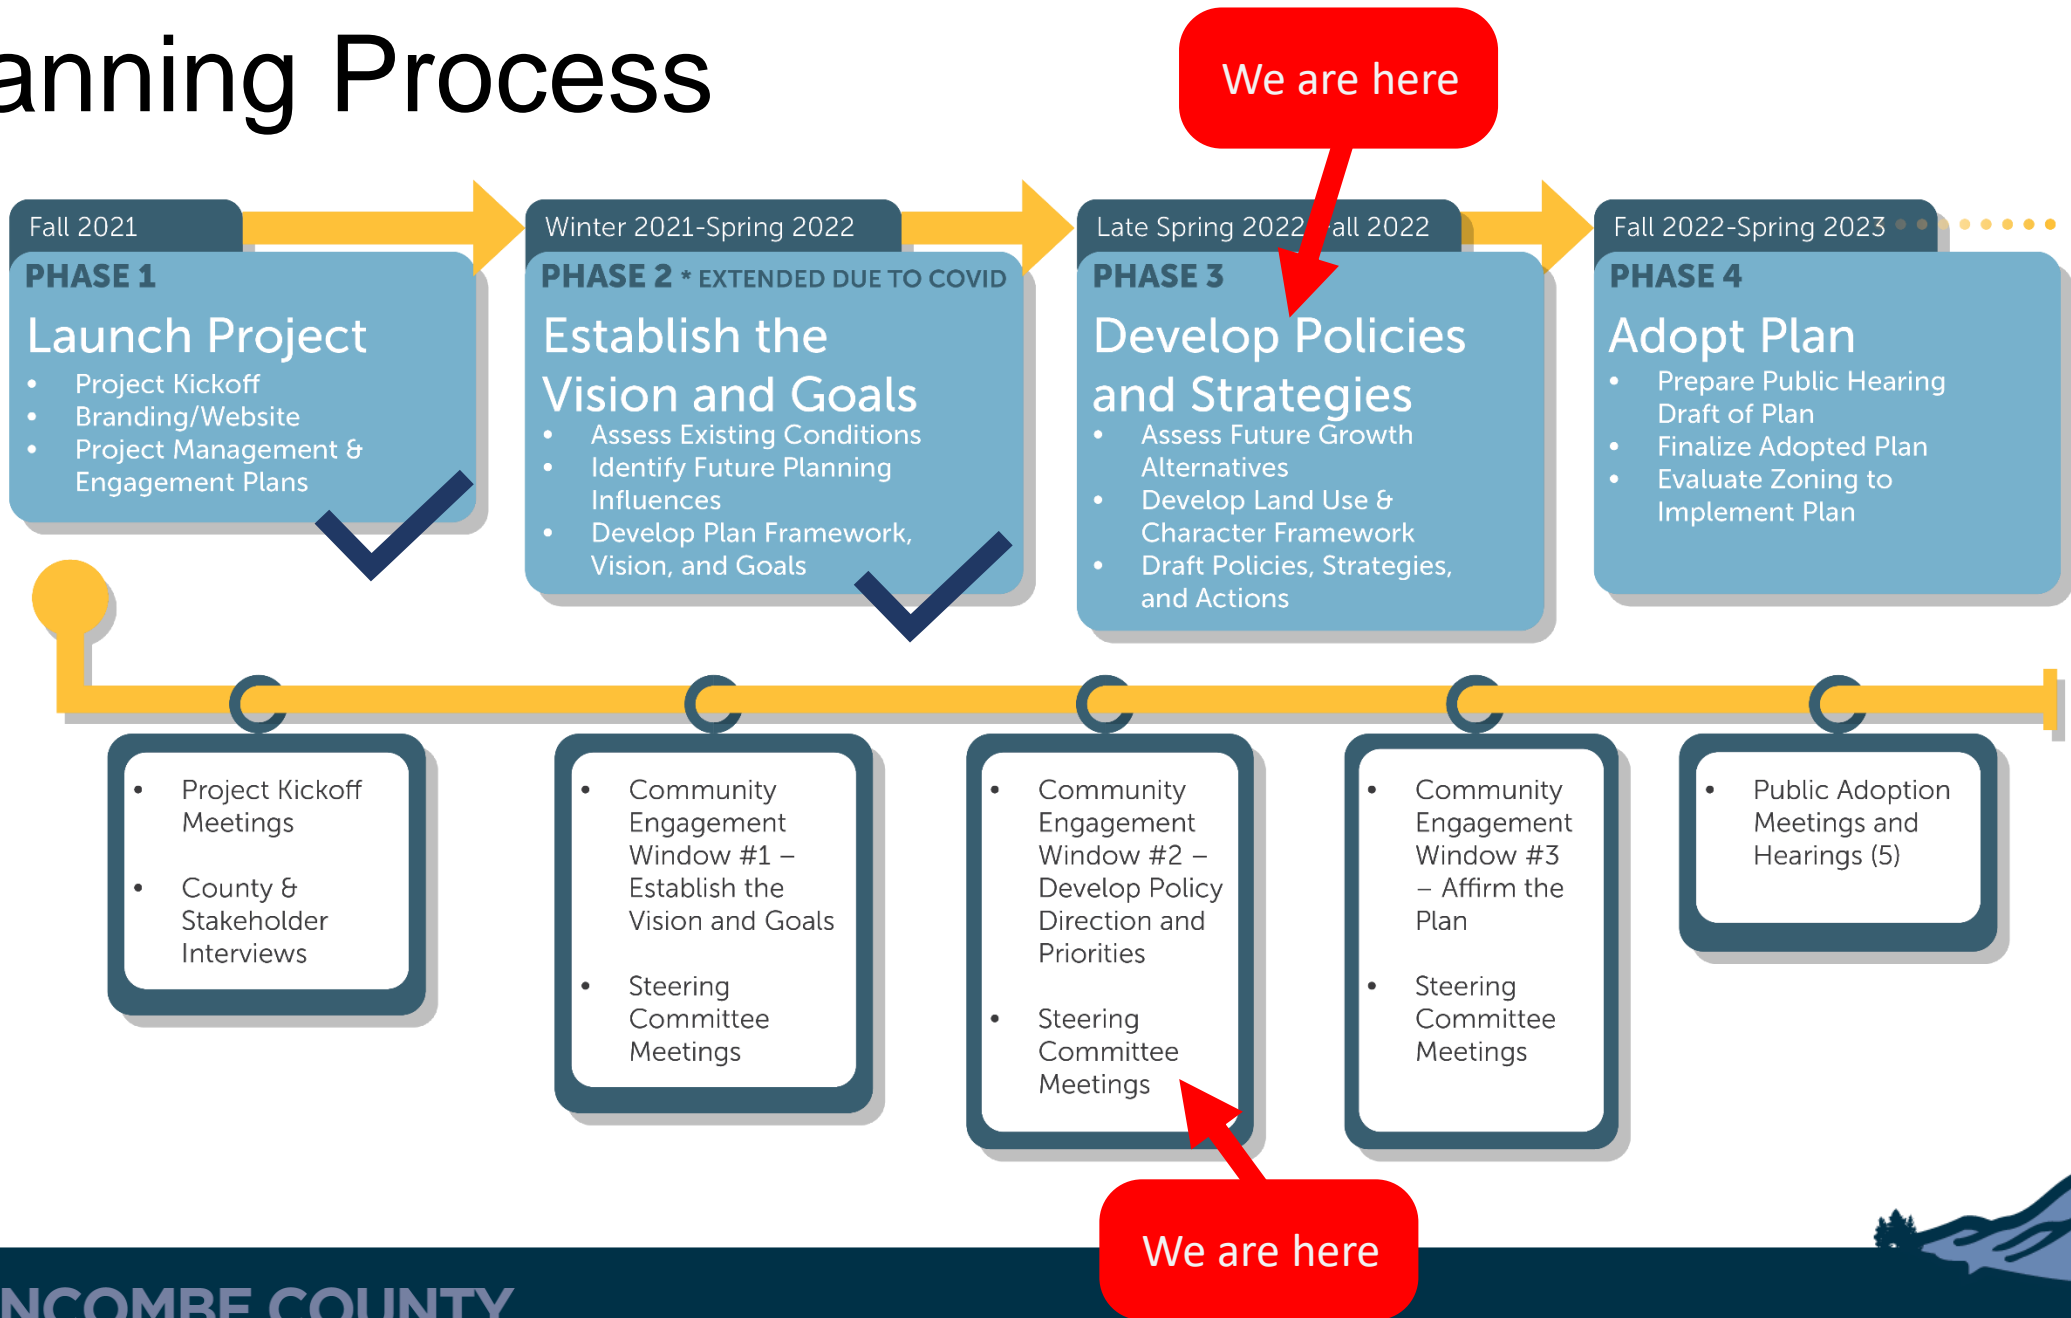 anning Process
We are here
Fall 2021
PHASE 1
Launch Project
• Project Kickoff
• Branding/Website
• Project Management &
Engagement Plans
Winter 2021-Spring 2022
PHASE 2 * EXTENDED DUE TO COVID
Establish the
Vision and Goals
• Assess Existing Conditions
• Identify Future Planning
Influences
• Develop Plan Framework,
Vision, and Goals
Late Spring 2022 all 2022
PHASE 3
Develop Policies
and Strategies
• Assess Future Growth
Alternatives
• Develop Land Use &
Character Framework
• Draft Policies, Strategies,
and Actions
Fall 2022-Spring 2023
PHASE 4
Adopt Plan
• Prepare Public Hearing
Draft of Plan
• Finalize Adopted Plan
• Evaluate Zoning to
Implement Plan
• Project Kickoff
Meetings
• County &
Stakeholder
Interviews
• Community
Engagement
Window #1 –
Establish the
Vision and Goals
• Steering
Committee
Meetings
• Community
Engagement
Window #2 –
Develop Policy
Direction and
Priorities
• Steering
Committee
Meetings
• Community
Engagement
Window #3
– Affirm the
Plan
• Steering
Committee
Meetings
• Public Adoption
Meetings and
Hearings (5)
We are here
NCOMBE COUNTY